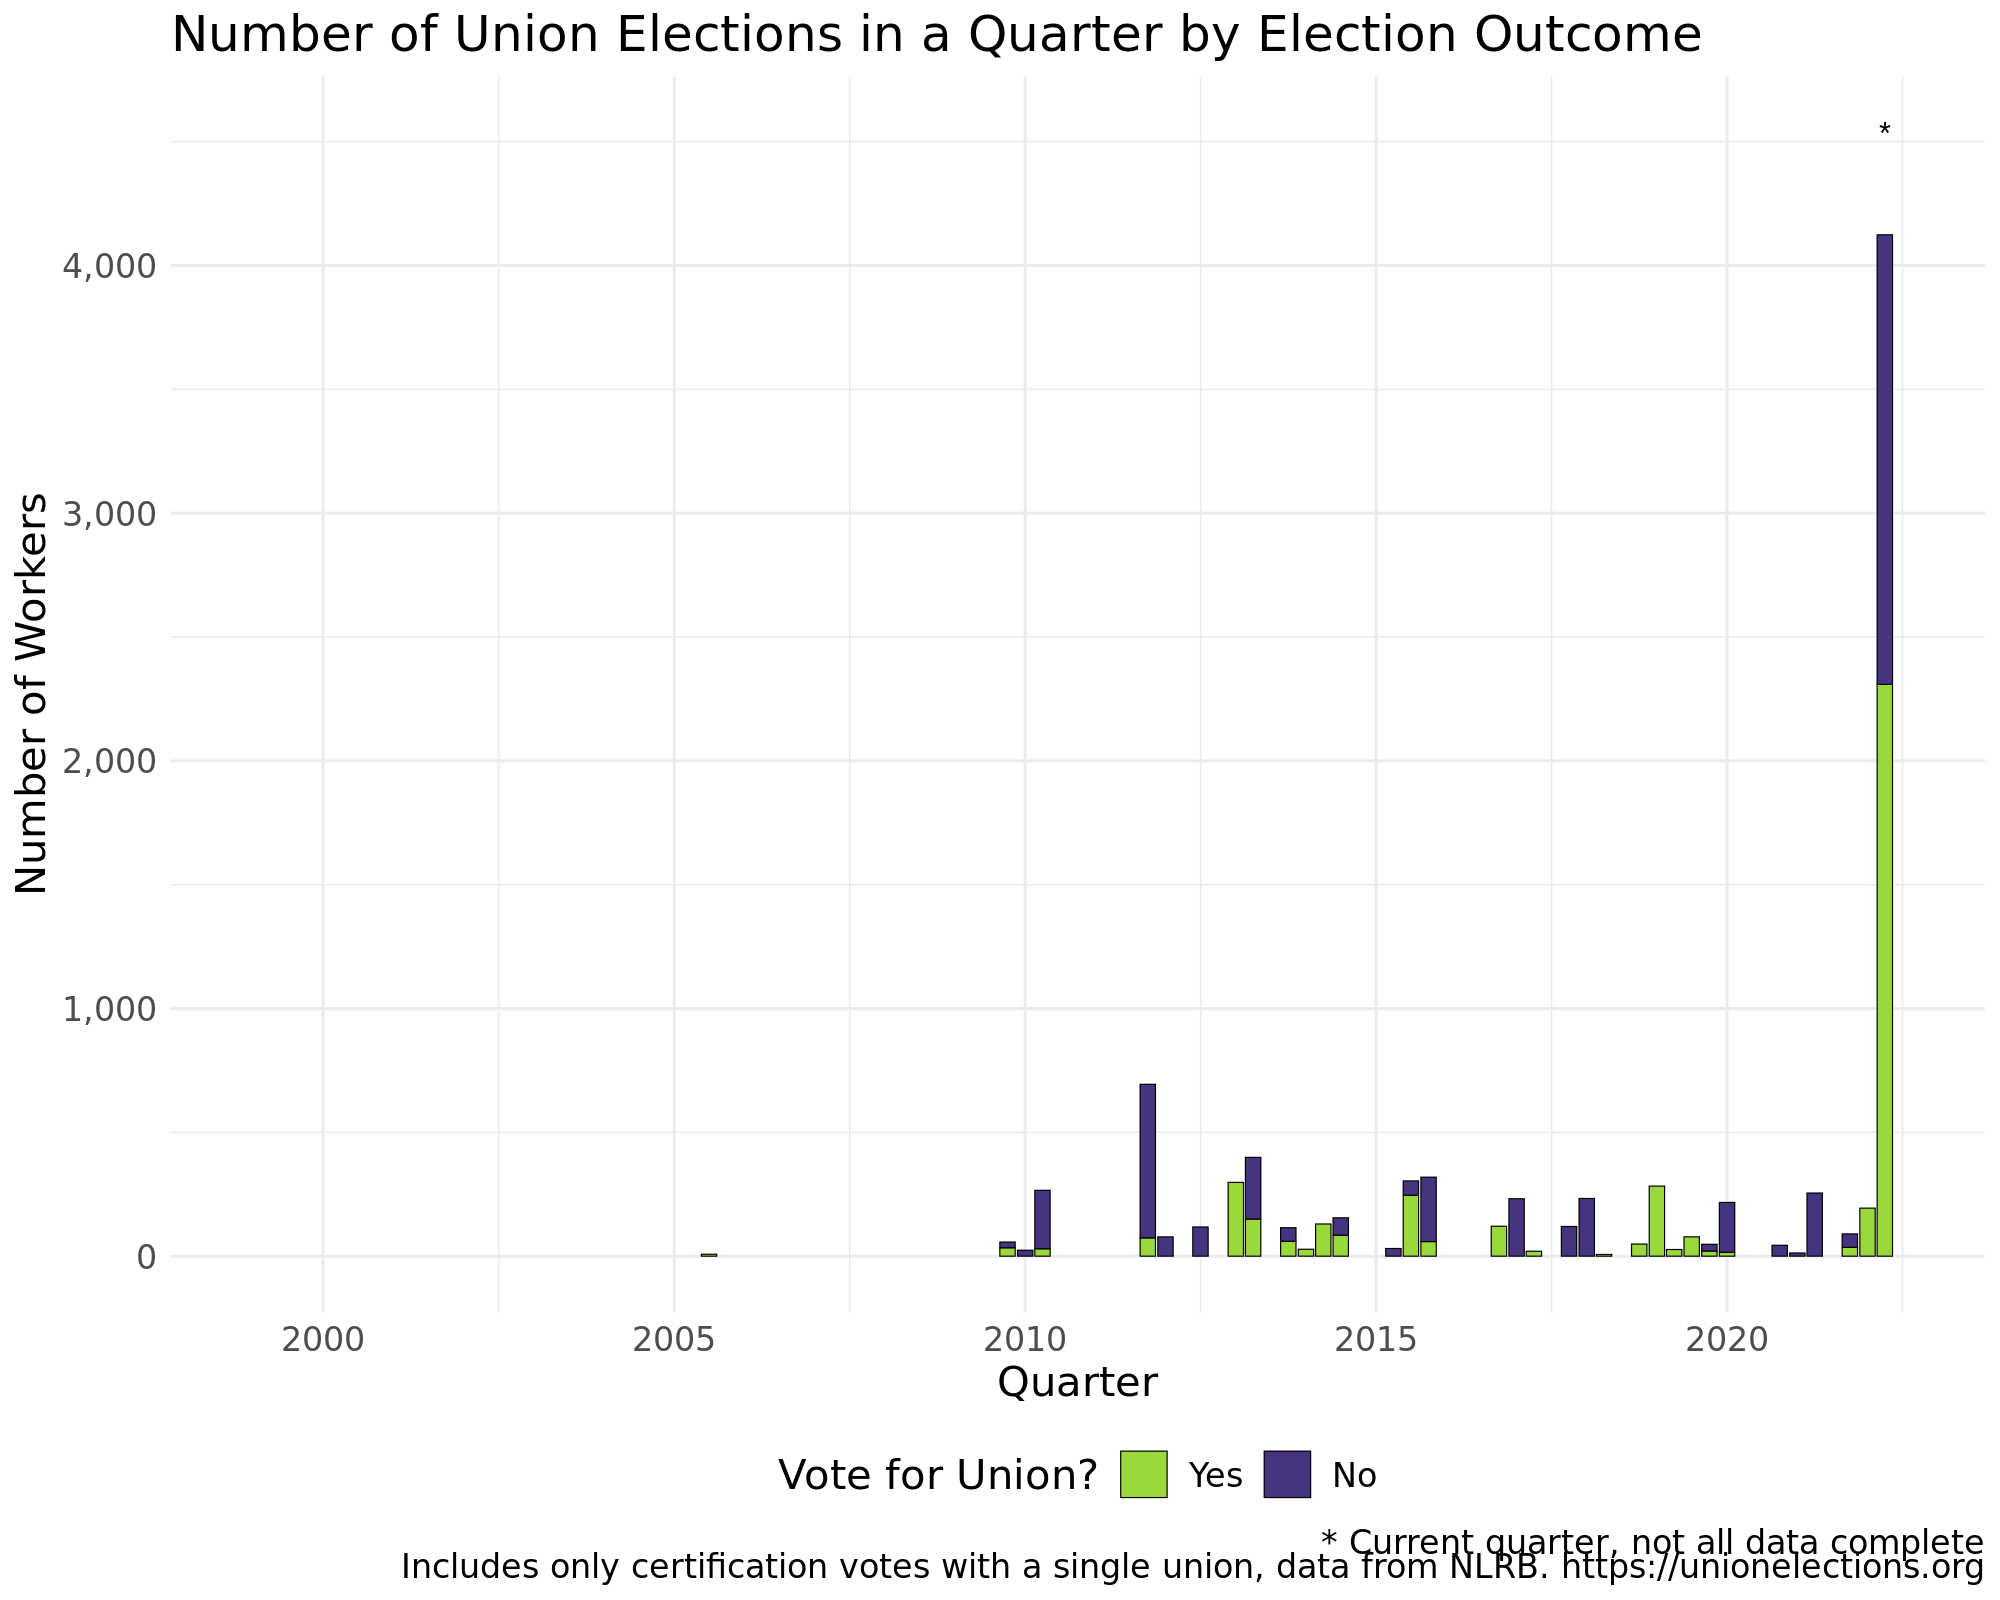 Number of Union Elections in a Quarter by Election Outcome
*
4,000
3,000
2,000
1,000
0
Number of Workers
2000 2005 2010 2015 2020
Quarter
Vote for Union? Yes No
* Current quarter, not all data complete
Includes only certification votes with a single union, data from NLRB. https://unionelections.org